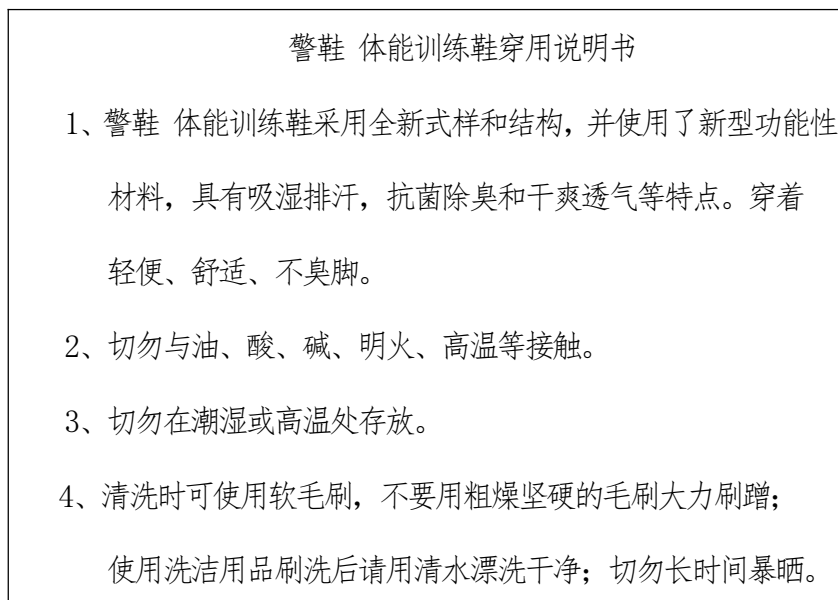 警鞋 体能训练鞋穿用说明书
1、警鞋 体能训练鞋采用全新式样和结构，并使用了新型功能性
材料，具有吸湿排汗，抗菌除臭和干爽透气等特点。穿着
轻便、舒适、不臭脚。
2、切勿与油、酸、碱、明火、高温等接触。
3、切勿在潮湿或高温处存放。
4、清洗时可使用软毛刷，不要用粗燥坚硬的毛刷大力刷蹭；
使用洗洁用品刷洗后请用清水漂洗干净；切勿长时间暴晒。